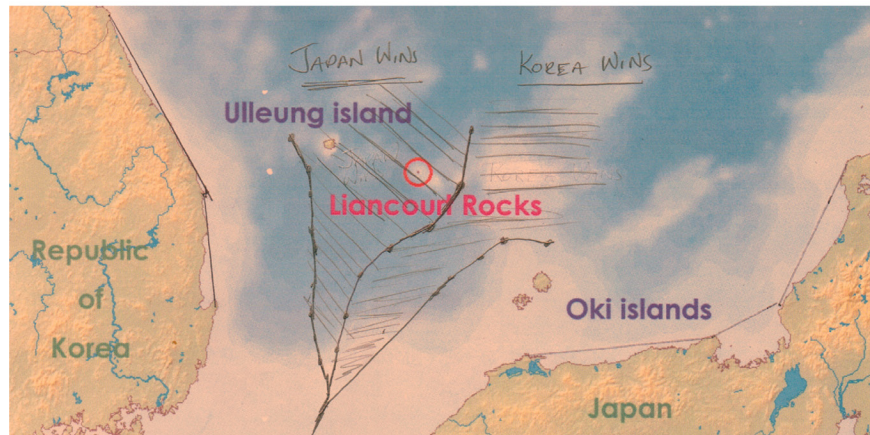 JAPAN WINS
KOREA WINS
Ulleung island
Liancourt Rocks
Republic
of
Korea
Oki islands
Japan